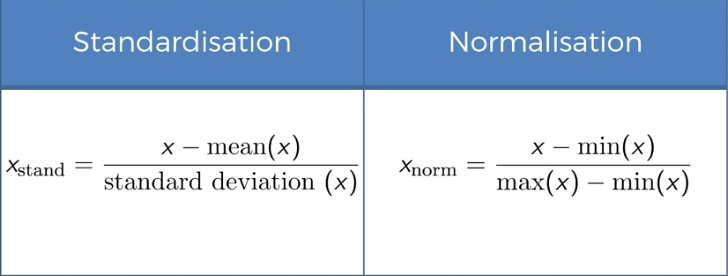 Standardisation
Normalisation
x_stand = (x − mean(x)) / (standard deviation (x))
x_norm = (x − min(x)) / (max(x) − min(x))